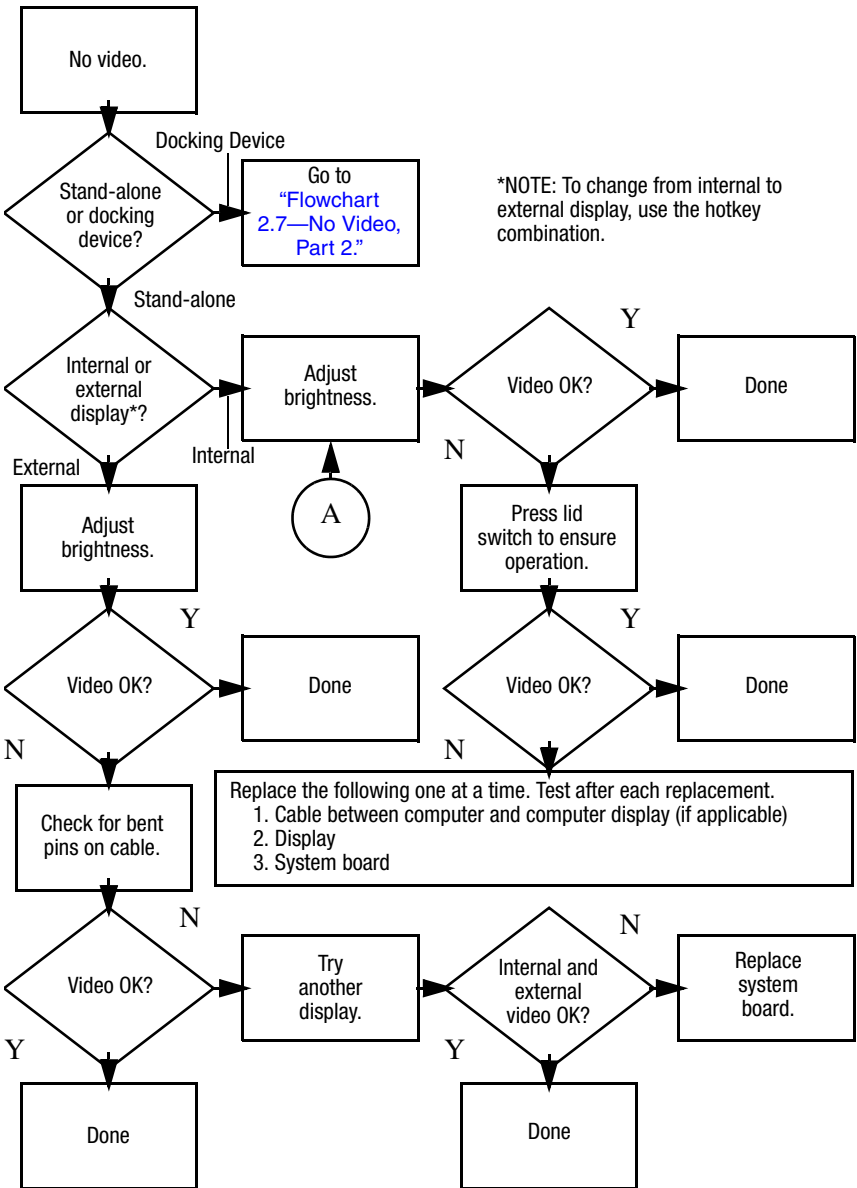 No video.
Docking Device
Stand-alone
or docking
device?
Go to
“Flowchart
2.7—No Video,
Part 2.”
*NOTE: To change from internal to
external display, use the hotkey
combination.
Stand-alone
Internal or
external
display*?
Internal
External
Adjust
brightness.
A
Video OK?
Y
Done
N
Press lid
switch to ensure
operation.
Video OK?
Y
Done
N
Replace the following one at a time. Test after each replacement.
1. Cable between computer and computer display (if applicable)
2. Display
3. System board
Adjust
brightness.
Video OK?
Y
Done
N
Check for bent
pins on cable.
Video OK?
N
Try
another
display.
Internal and
external
video OK?
N
Replace
system
board.
Y
Done
Y
Done